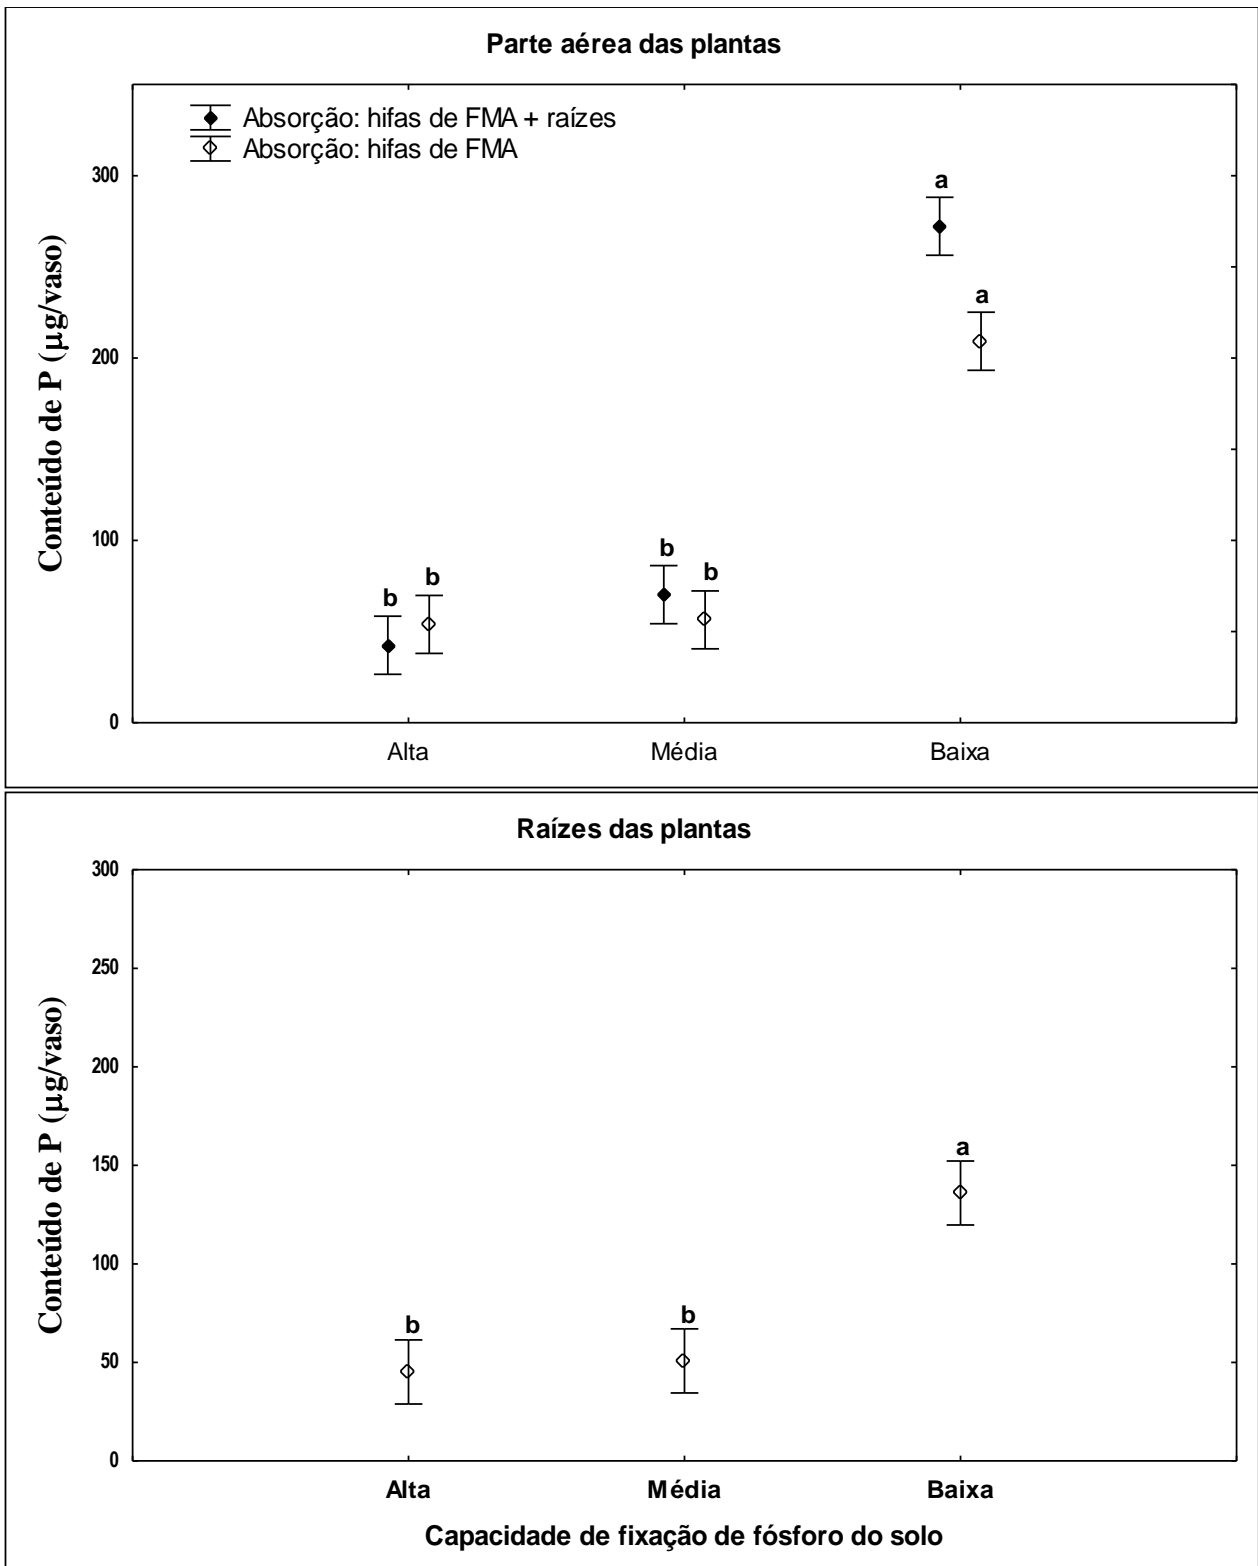 Parte aérea das plantas
Absorção: hifas de FMA + raízes
Absorção: hifas de FMA
Conteúdo de P (µg/vaso)
300
200
100
0
a
a
b
b
b
b
Alta Média Baixa
Raízes das plantas
Conteúdo de P (µg/vaso)
300
250
200
150
100
50
0
a
b
b
Alta Média Baixa
Capacidade de fixação de fósforo do solo